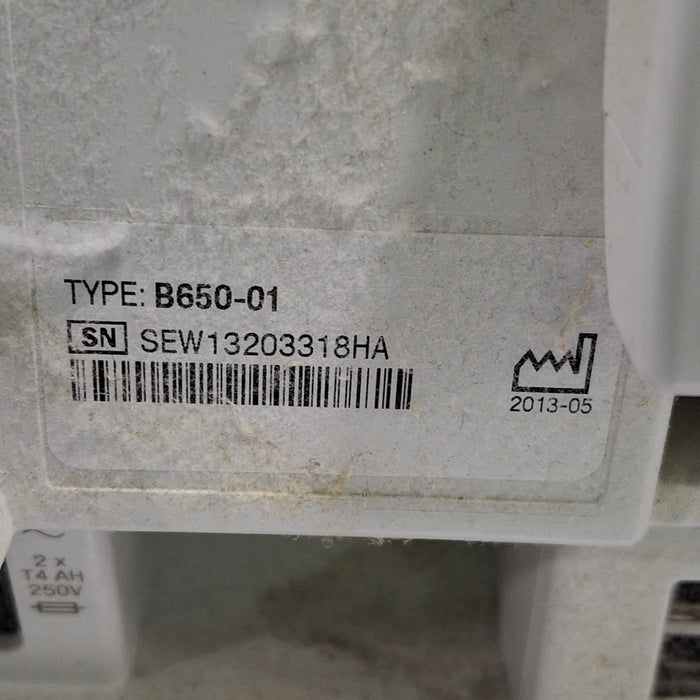 TYPE: B650-01
SN SEW13203318HA
2013-05
2 x
T4 AH
250V